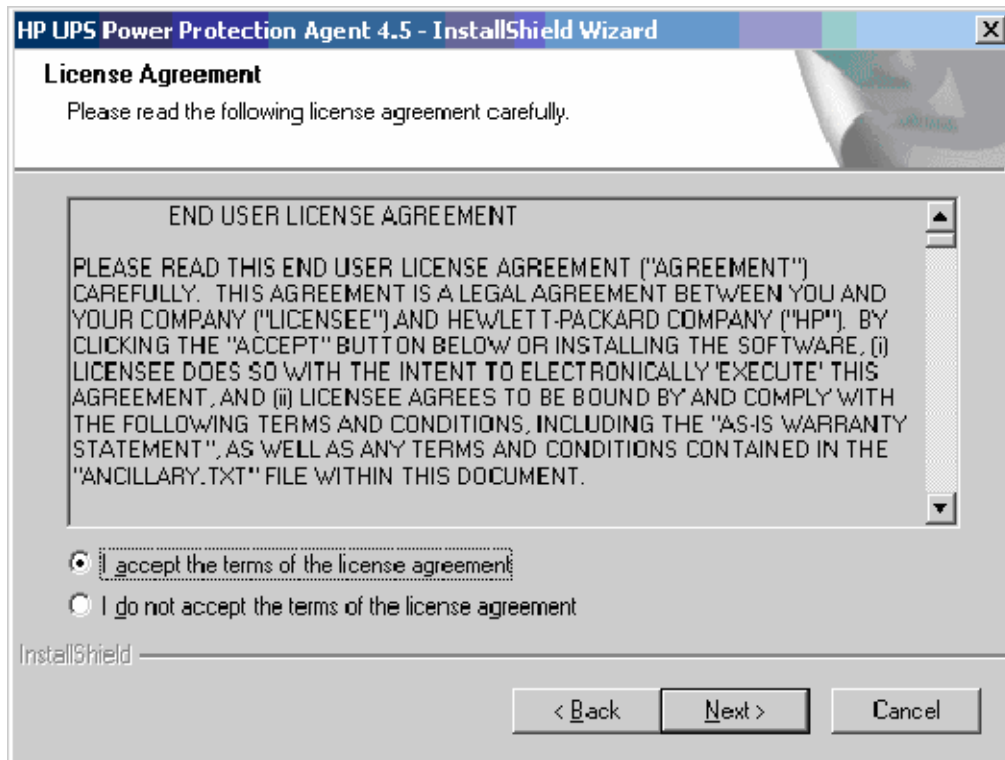 HP UPS Power Protection Agent 4.5 - InstallShield Wizard
License Agreement
Please read the following license agreement carefully.
END USER LICENSE AGREEMENT
PLEASE READ THIS END USER LICENSE AGREEMENT ("AGREEMENT")
CAREFULLY.  THIS AGREEMENT IS A LEGAL AGREEMENT BETWEEN YOU AND
YOUR COMPANY ("LICENSEE") AND HEWLETT-PACKARD COMPANY ("HP").  BY
CLICKING THE "ACCEPT" BUTTON BELOW OR INSTALLING THE SOFTWARE, (i)
LICENSEE DOES SO WITH THE INTENT TO ELECTRONICALLY 'EXECUTE' THIS
AGREEMENT, AND (ii) LICENSEE AGREES TO BE BOUND BY AND COMPLY WITH
THE FOLLOWING TERMS AND CONDITIONS, INCLUDING THE "AS-IS WARRANTY
STATEMENT", AS WELL AS ANY TERMS AND CONDITIONS CONTAINED IN THE
"ANCILLARY.TXT" FILE WITHIN THIS DOCUMENT.
I accept the terms of the license agreement
I do not accept the terms of the license agreement
InstallShield
< Back
Next >
Cancel